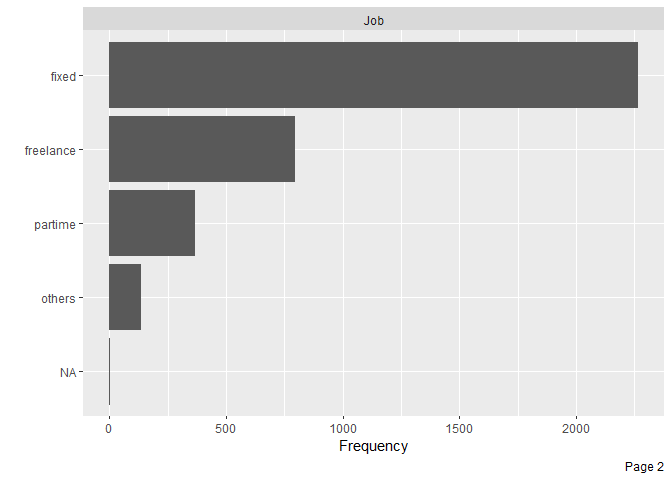 Job
fixed
freelance
partime
others
NA
0 500 1000 1500 2000
Frequency
Page 2